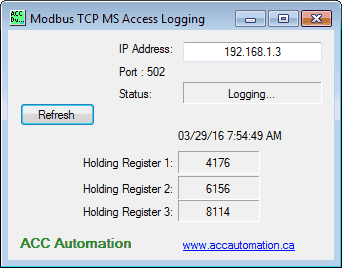 ACC Du... Modbus TCP MS Access Logging
IP Address: 192.168.1.3
Port : 502
Status: Logging...
Refresh
03/29/16 7:54:49 AM
Holding Register 1: 4176
Holding Register 2: 6156
Holding Register 3: 8114
ACC Automation www.accautomation.ca